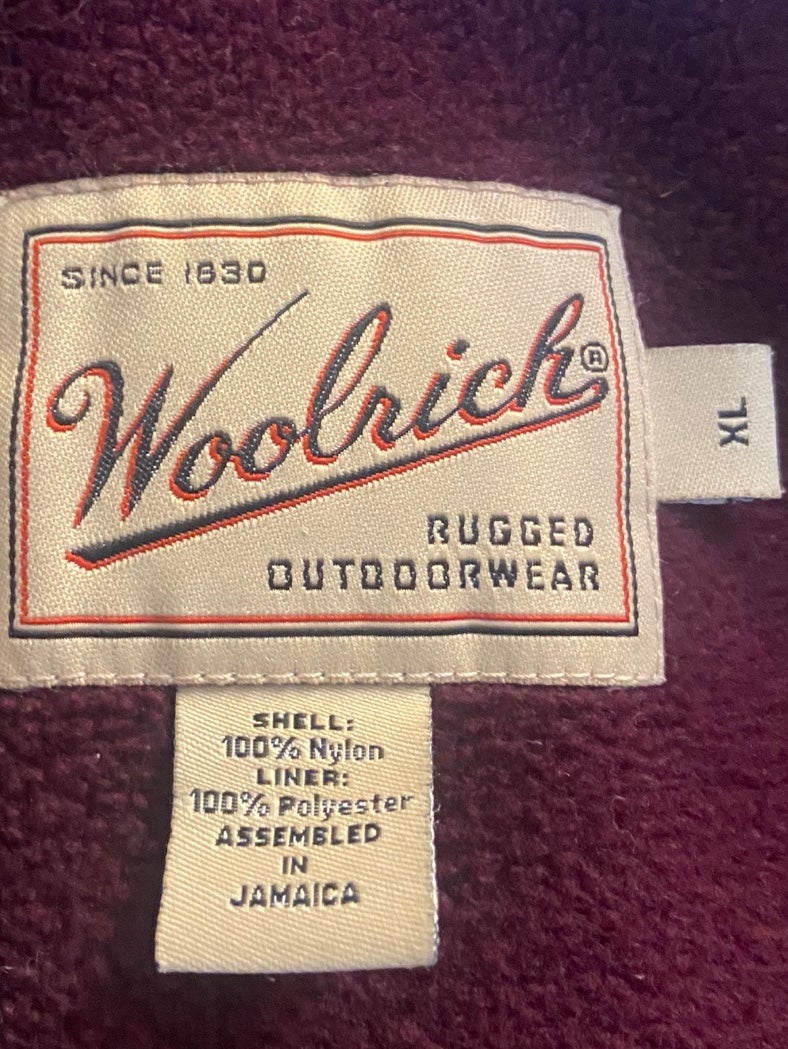 SINCE 1830
Woolrich®
RUGGED
OUTDOORWEAR
XL
SHELL:
100% Nylon
LINER:
100% Polyester
ASSEMBLED
IN
JAMAICA